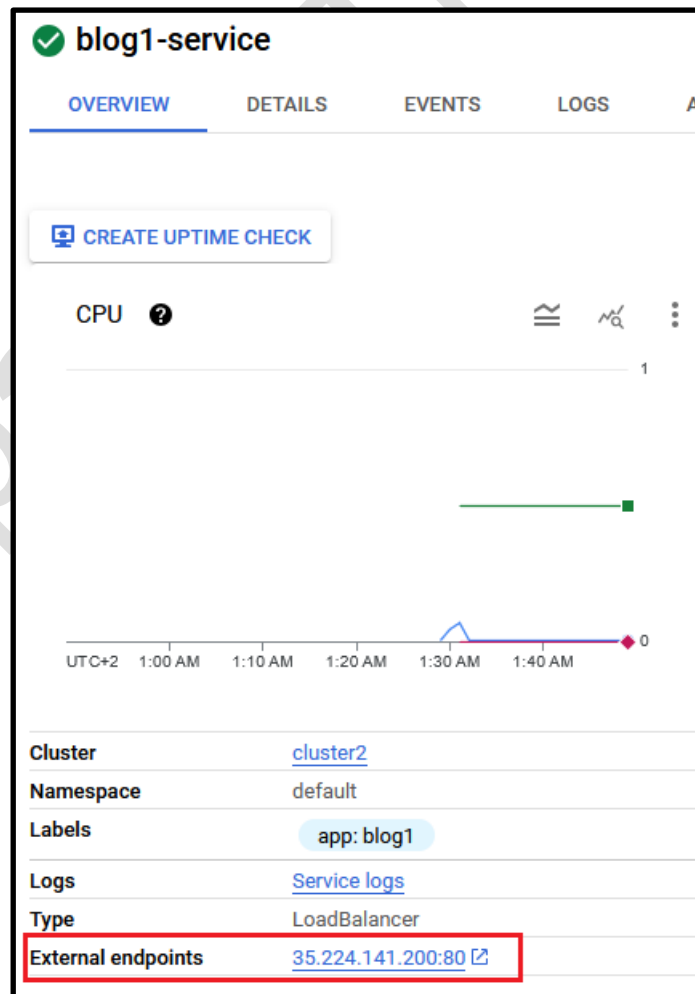 blog1-service
OVERVIEW DETAILS EVENTS LOGS
CREATE UPTIME CHECK
CPU
1
0
UTC+2 1:00 AM 1:10 AM 1:20 AM 1:30 AM 1:40 AM
Cluster cluster2
Namespace default
Labels app: blog1
Logs Service logs
Type LoadBalancer
External endpoints 35.224.141.200:80